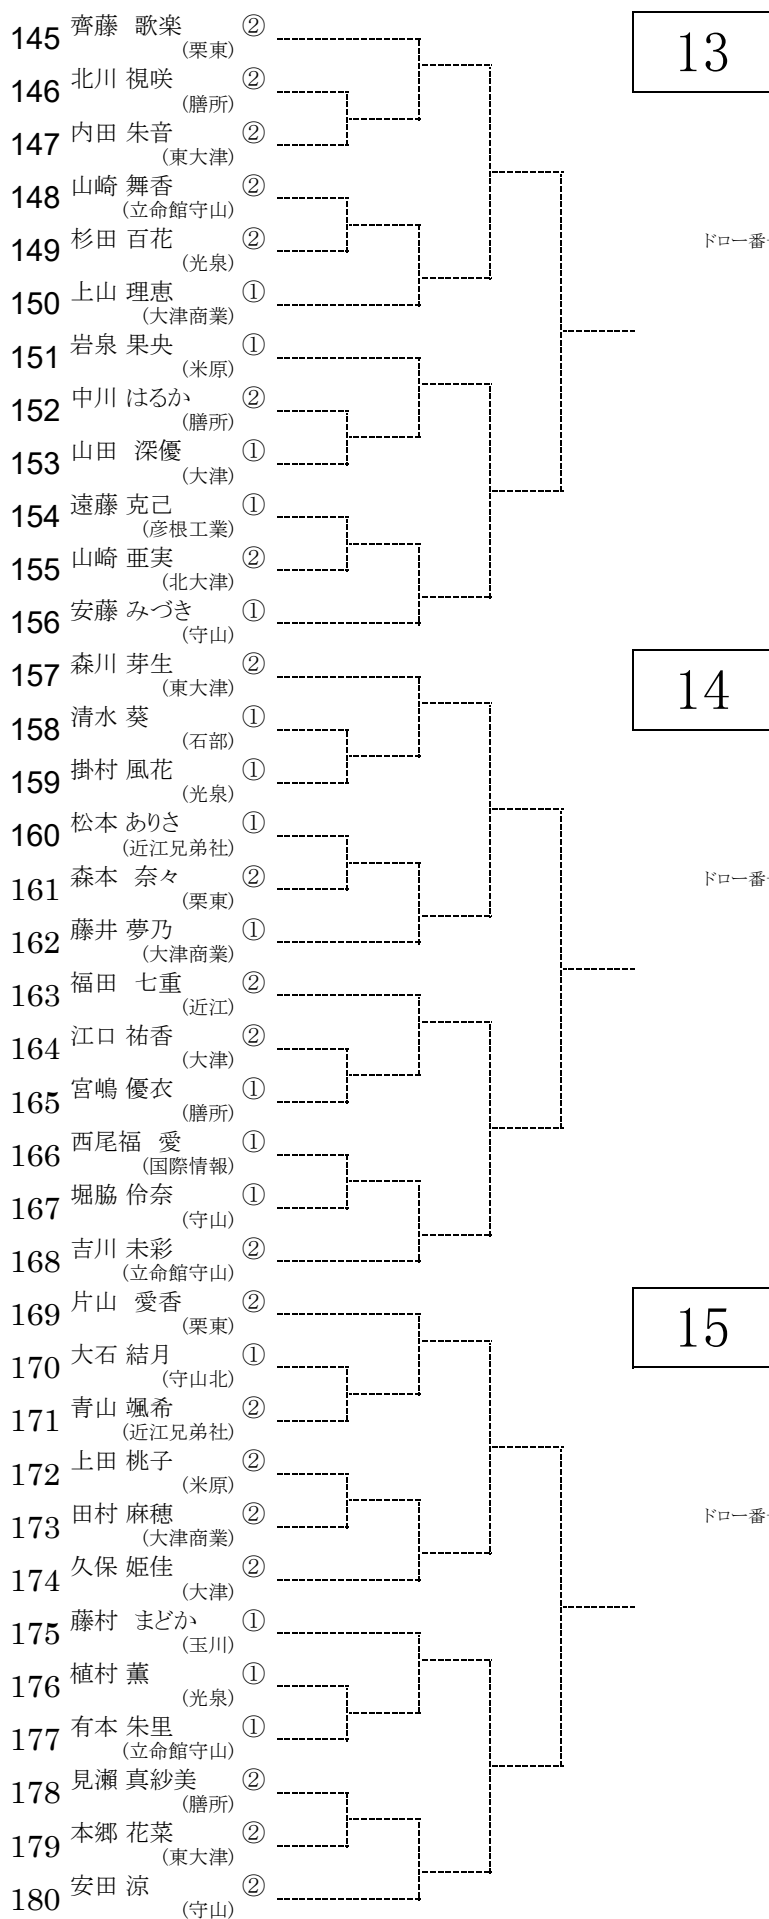 145 齊藤 歌楽 ②
(栗東)
13
146 北川 視咲 ②
(膳所)
147 内田 朱音 ②
(東大津)
148 山崎 舞香 ②
(立命館守山)
149 杉田 百花 ②
(光泉)
ドロー番
150 上山 理恵 ①
(大津商業)
151 岩泉 果央 ①
(米原)
152 中川 はるか ②
(膳所)
153 山田 深優 ①
(大津)
154 遠藤 克己 ①
(彦根工業)
155 山崎 亜実 ②
(北大津)
156 安藤 みづき ①
(守山)
157 森川 芽生 ②
(東大津)
14
158 清水 葵 ①
(石部)
159 掛村 風花 ①
(光泉)
160 松本 ありさ ①
(近江兄弟社)
161 森本 奈々 ②
(栗東)
ドロー番
162 藤井 夢乃 ①
(大津商業)
163 福田 七重 ②
(近江)
164 江口 祐香 ②
(大津)
165 宮嶋 優衣 ①
(膳所)
166 西尾福 愛 ①
(国際情報)
167 堀脇 伶奈 ①
(守山)
168 吉川 未彩 ②
(立命館守山)
169 片山 愛香 ②
(栗東)
15
170 大石 結月 ①
(守山北)
171 青山 颯希 ②
(近江兄弟社)
172 上田 桃子 ②
(米原)
173 田村 麻穂 ②
(大津商業)
ドロー番
174 久保 姫佳 ②
(大津)
175 藤村 まどか ①
(玉川)
176 植村 薫 ①
(光泉)
177 有本 朱里 ①
(立命館守山)
178 見瀬 真紗美 ②
(膳所)
179 本郷 花菜 ②
(東大津)
180 安田 涼 ②
(守山)